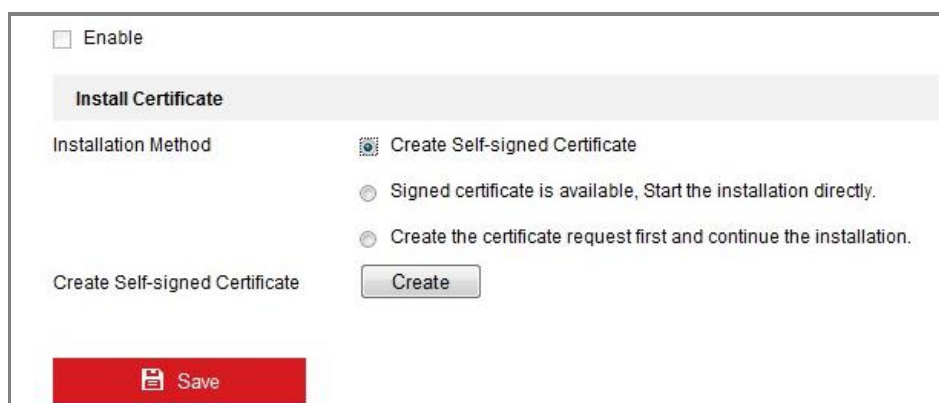 Enable
Install Certificate
Installation Method
Create Self-signed Certificate
Signed certificate is available, Start the installation directly.
Create the certificate request first and continue the installation.
Create Self-signed Certificate
Create
Save